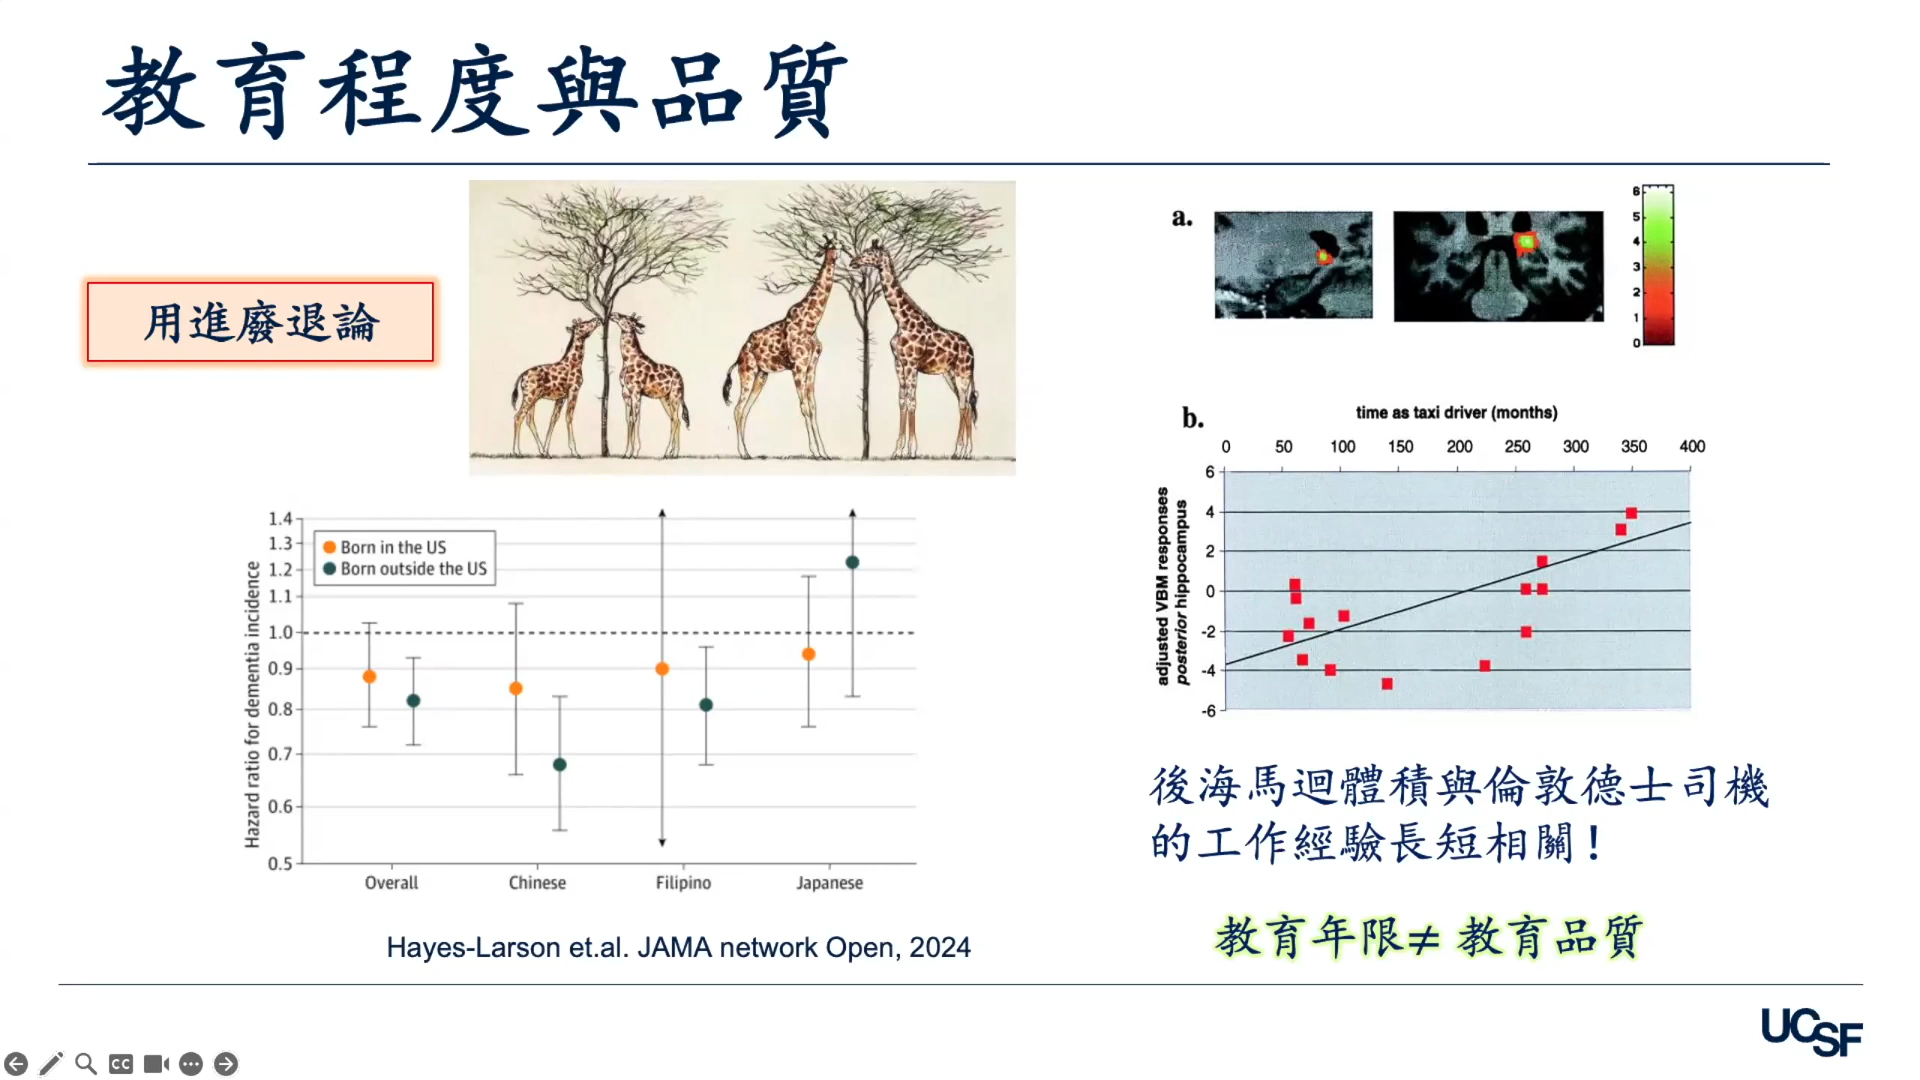 教育程度與品質
用進廢退論
a.
6
5
4
3
2
1
0
b.
time as taxi driver (months)
0 50 100 150 200 250 300 350 400
adjusted VBM responses
posterior hippocampus
6
4
2
0
-2
-4
-6
Born in the US
Born outside the US
Hazard ratio for dementia incidence
1.4
1.3
1.2
1.1
1.0
0.9
0.8
0.7
0.6
0.5
Overall Chinese Filipino Japanese
Hayes-Larson et.al. JAMA network Open, 2024
後海馬迴體積與倫敦德士司機
的工作經驗長短相關！
教育年限≠ 教育品質
UCSF
CC